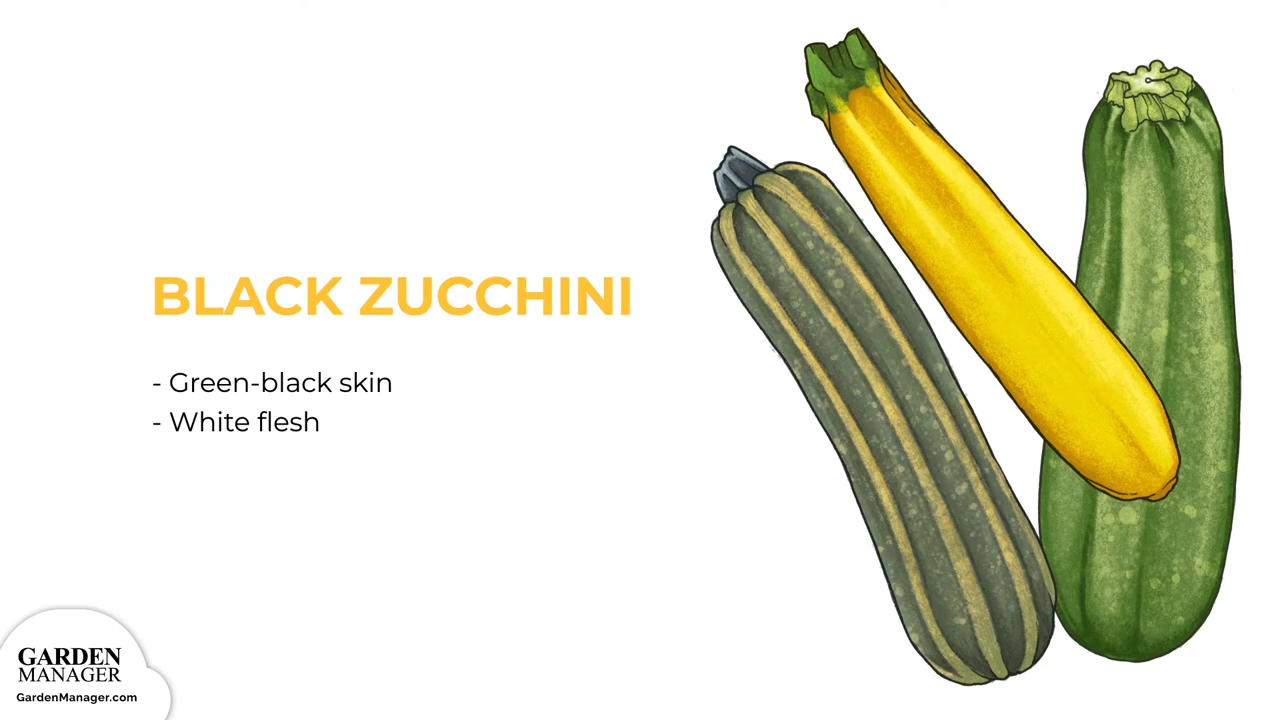 BLACK ZUCCHINI
- Green-black skin
- White flesh
GARDEN
MANAGER
GardenManager.com